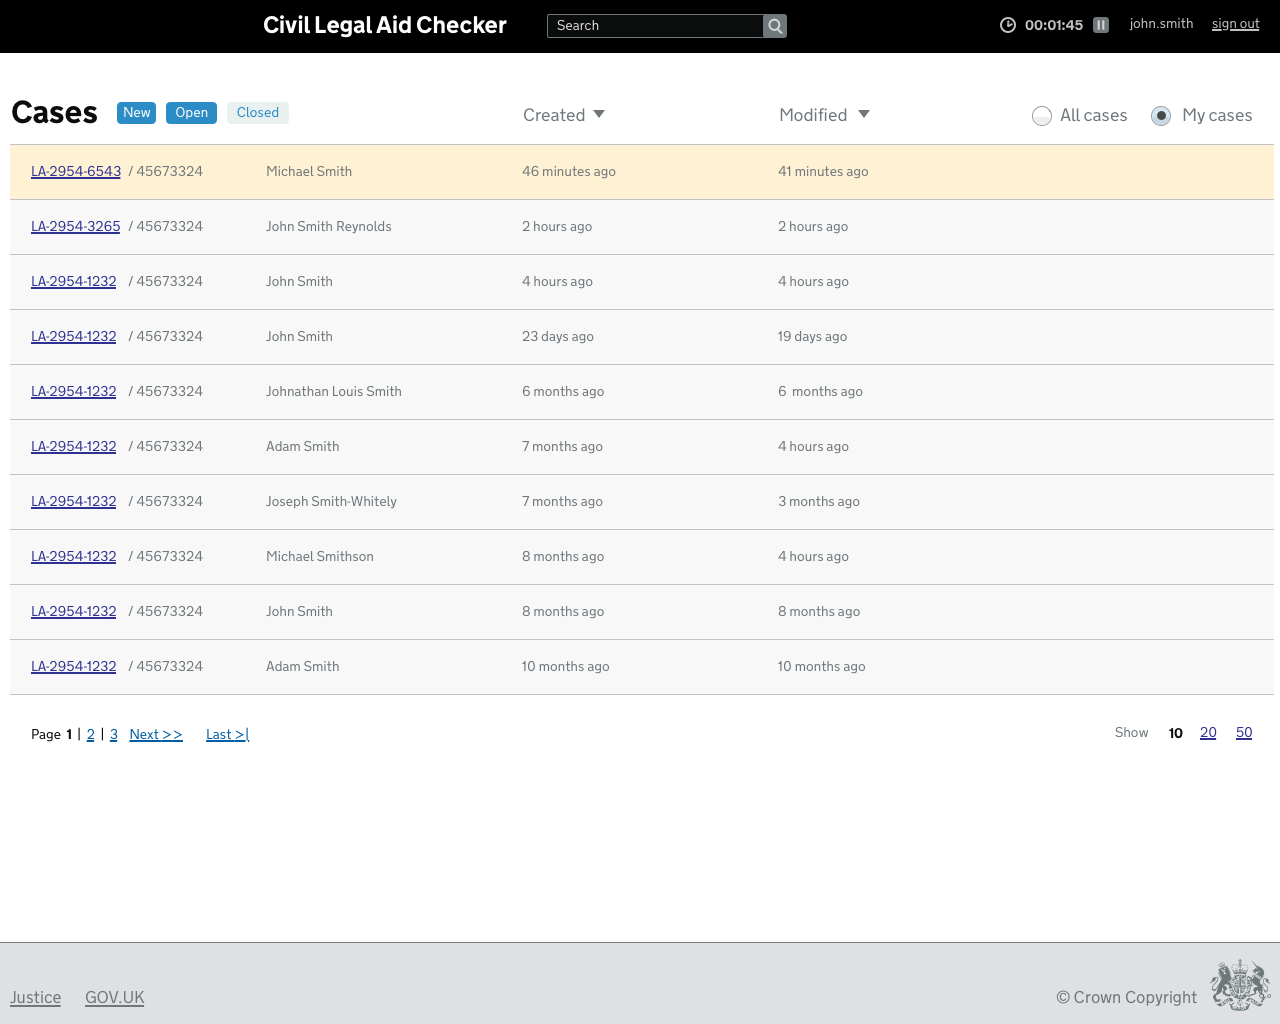 Civil Legal Aid Checker Search 00:01:45 john.smith sign out
Cases New Open Closed Created Modified All cases My cases
LA-2954-6543 / 45673324 Michael Smith 46 minutes ago 41 minutes ago
LA-2954-3265 / 45673324 John Smith Reynolds 2 hours ago 2 hours ago
LA-2954-1232 / 45673324 John Smith 4 hours ago 4 hours ago
LA-2954-1232 / 45673324 John Smith 23 days ago 19 days ago
LA-2954-1232 / 45673324 Johnathan Louis Smith 6 months ago 6 months ago
LA-2954-1232 / 45673324 Adam Smith 7 months ago 4 hours ago
LA-2954-1232 / 45673324 Joseph Smith-Whitely 7 months ago 3 months ago
LA-2954-1232 / 45673324 Michael Smithson 8 months ago 4 hours ago
LA-2954-1232 / 45673324 John Smith 8 months ago 8 months ago
LA-2954-1232 / 45673324 Adam Smith 10 months ago 10 months ago
Page 1 | 2 | 3 Next >> Last >| Show 10 20 50
Justice GOV.UK © Crown Copyright